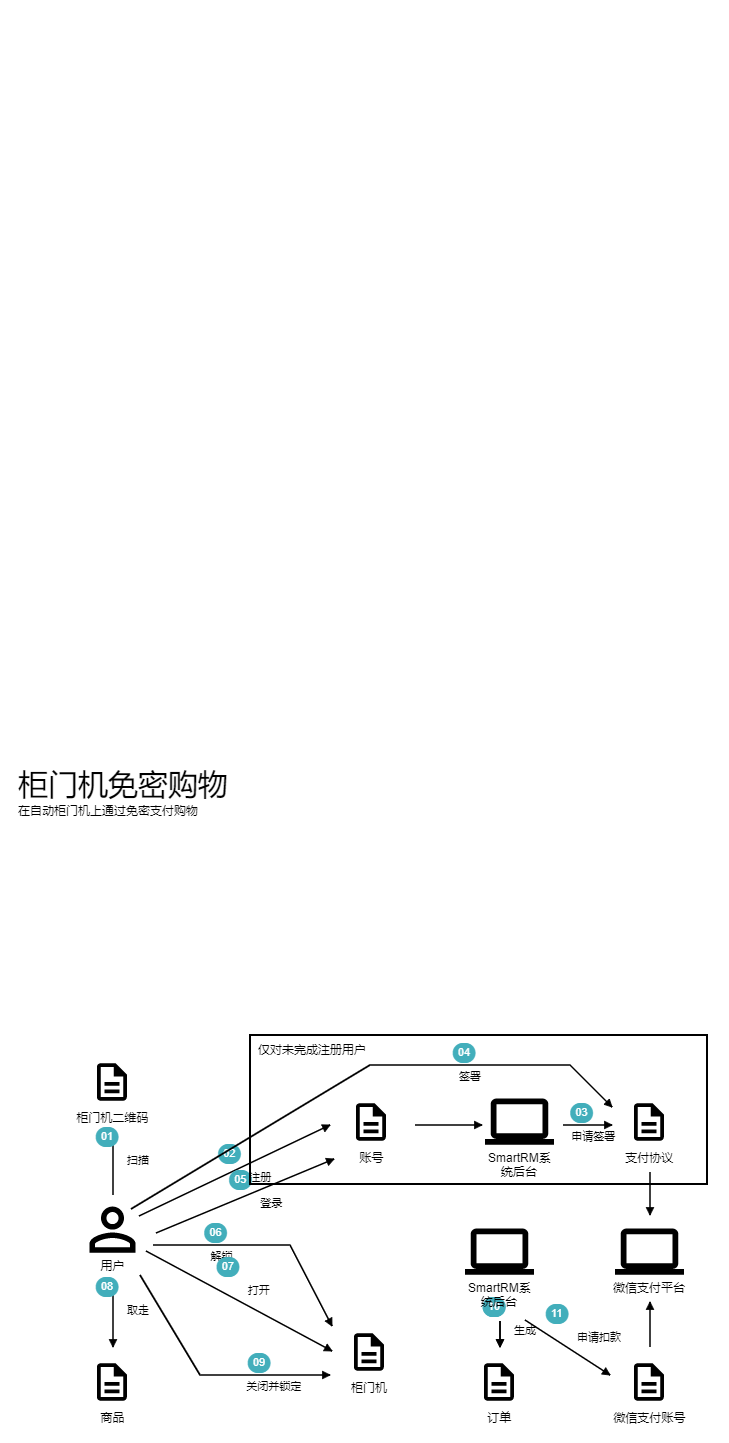 柜门机免密购物
在自动柜门机上通过免密支付购物
仅对未完成注册用户
04
签署
柜门机二维码
01
扫描
03
申请签署
账号
SmartRM系
统后台
支付协议
02
注册
05
登录
用户
06
解锁
07
打开
08
取走
SmartRM系
统后台
微信支付平台
10
生成
11
申请扣款
09
关闭并锁定
柜门机
商品
订单
微信支付账号